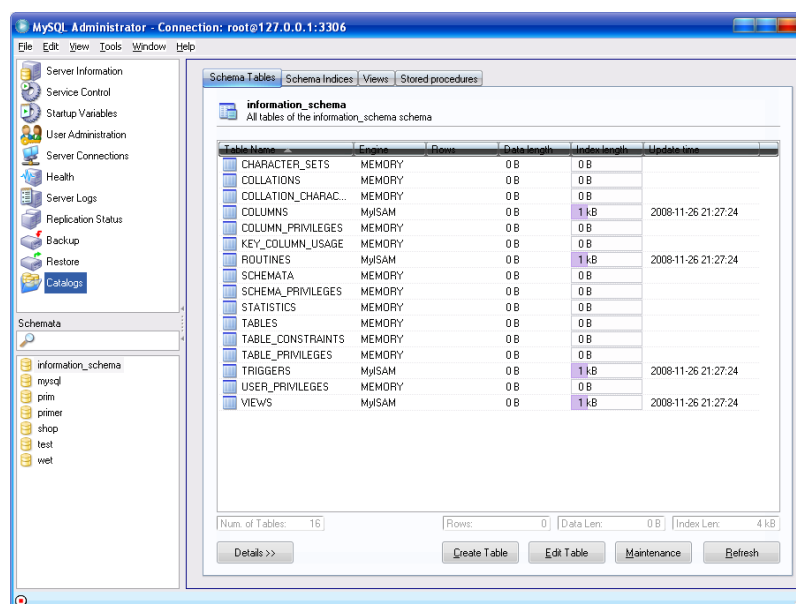 MySQL Administrator - Connection: root@127.0.0.1:3306
File Edit View Tools Window Help
Server Information
Service Control
Startup Variables
User Administration
Server Connections
Health
Server Logs
Replication Status
Backup
Restore
Catalogs
Schemata
information_schema
mysql
prim
primer
shop
test
wet
Schema Tables Schema Indices Views Stored procedures
information_schema
All tables of the information_schema schema
Table Name Engine Rows Data length Index length Update time
CHARACTER_SETS MEMORY 0 B 0 B
COLLATIONS MEMORY 0 B 0 B
COLLATION_CHARAC... MEMORY 0 B 0 B
COLUMNS MyISAM 0 B 1 kB 2008-11-26 21:27:24
COLUMN_PRIVILEGES MEMORY 0 B 0 B
KEY_COLUMN_USAGE MEMORY 0 B 0 B
ROUTINES MyISAM 0 B 1 kB 2008-11-26 21:27:24
SCHEMATA MEMORY 0 B 0 B
SCHEMA_PRIVILEGES MEMORY 0 B 0 B
STATISTICS MEMORY 0 B 0 B
TABLES MEMORY 0 B 0 B
TABLE_CONSTRAINTS MEMORY 0 B 0 B
TABLE_PRIVILEGES MEMORY 0 B 0 B
TRIGGERS MyISAM 0 B 1 kB 2008-11-26 21:27:24
USER_PRIVILEGES MEMORY 0 B 0 B
VIEWS MyISAM 0 B 1 kB 2008-11-26 21:27:24
Num. of Tables: 16 Rows: 0 Data Len: 0 B Index Len: 4 kB
Details >> Create Table Edit Table Maintenance Refresh